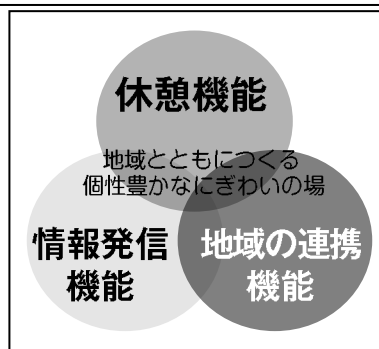 休憩機能
地域とともにつくる
個性豊かなにぎわいの場
情報発信
機能
地域の連携
機能